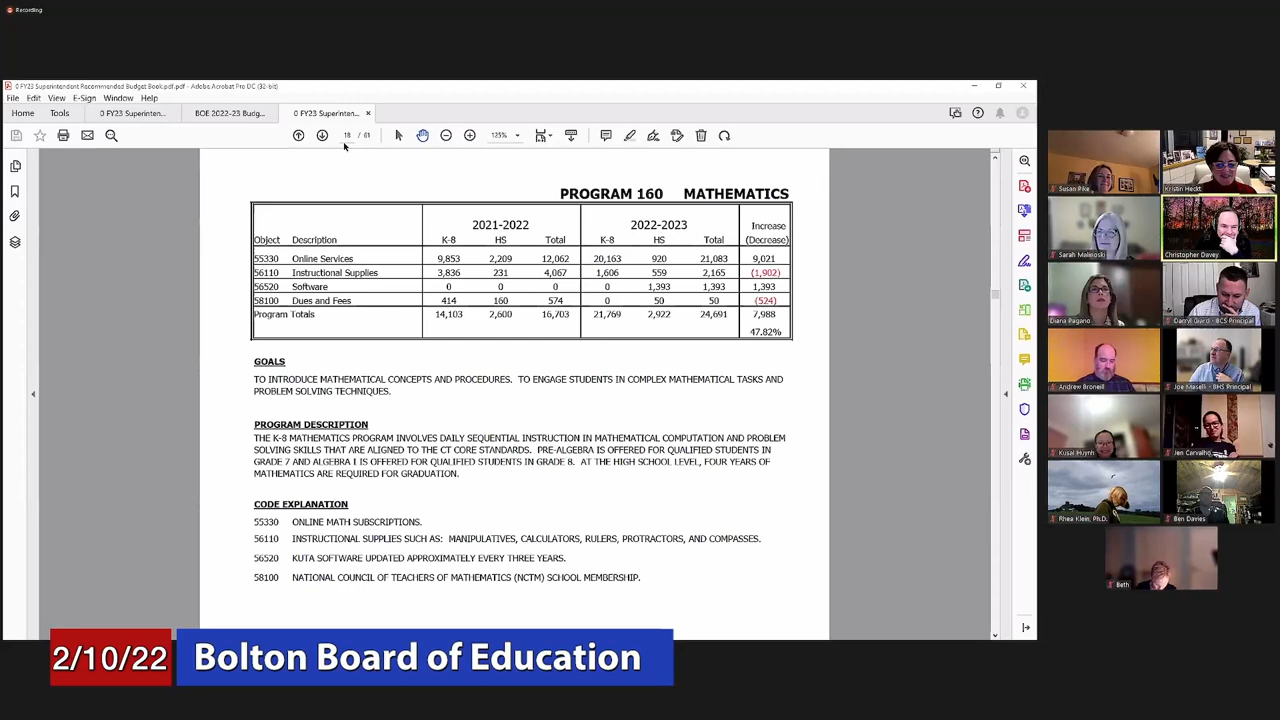 Recording
0 FY23 Superintendent Recommended Budget Book.pdf.pdf - Adobe Acrobat Pro DC (32-bit)
File Edit View E-Sign Window Help
Home Tools 0 FY23 Superinten... BOE 2022-23 Budg... 0 FY23 Superinten... ×
18 / 61 125%
PROGRAM 160 MATHEMATICS
2021-2022 2022-2023 Increase
Object Description K-8 HS Total K-8 HS Total (Decrease)
55330 Online Services 9,853 2,209 12,062 20,163 920 21,083 9,021
56110 Instructional Supplies 3,836 231 4,067 1,606 559 2,165 (1,902)
56520 Software 0 0 0 0 1,393 1,393 1,393
58100 Dues and Fees 414 160 574 0 50 50 (524)
Program Totals 14,103 2,600 16,703 21,769 2,922 24,691 7,988
47.82%
GOALS
TO INTRODUCE MATHEMATICAL CONCEPTS AND PROCEDURES. TO ENGAGE STUDENTS IN COMPLEX MATHEMATICAL TASKS AND
PROBLEM SOLVING TECHNIQUES.
PROGRAM DESCRIPTION
THE K-8 MATHEMATICS PROGRAM INVOLVES DAILY SEQUENTIAL INSTRUCTION IN MATHEMATICAL COMPUTATION AND PROBLEM
SOLVING SKILLS THAT ARE ALIGNED TO THE CT CORE STANDARDS. PRE-ALGEBRA IS OFFERED FOR QUALIFIED STUDENTS IN
GRADE 7 AND ALGEBRA I IS OFFERED FOR QUALIFIED STUDENTS IN GRADE 8. AT THE HIGH SCHOOL LEVEL, FOUR YEARS OF
MATHEMATICS ARE REQUIRED FOR GRADUATION.
CODE EXPLANATION
55330 ONLINE MATH SUBSCRIPTIONS.
56110 INSTRUCTIONAL SUPPLIES SUCH AS: MANIPULATIVES, CALCULATORS, RULERS, PROTRACTORS, AND COMPASSES.
56520 KUTA SOFTWARE UPDATED APPROXIMATELY EVERY THREE YEARS.
58100 NATIONAL COUNCIL OF TEACHERS OF MATHEMATICS (NCTM) SCHOOL MEMBERSHIP.
Susan Pike Kristin Heckt
Sarah Malinoski Christopher Davey
Diana Pagano Darryl Giard - BCS Principal
Andrew Broneill Joe Maselli - BHS Principal
Kusal Huynh Jen Carvalho
Rhea Klein, Ph.D. Ben Davies
Beth
2/10/22 Bolton Board of Education